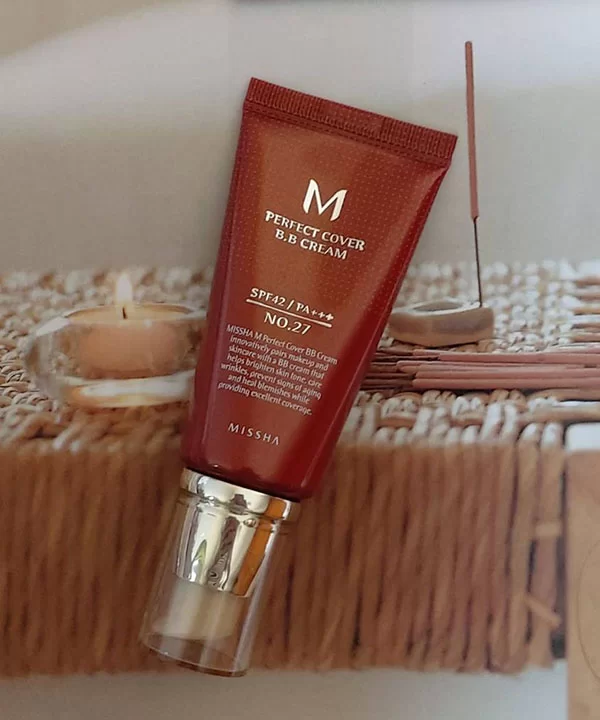 M
PERFECT COVER
B.B CREAM
SPF42 / PA+++
NO.27
MISSHA M Perfect Cover BB Cream
innovatively pairs makeup and
skincare with a BB cream that
helps brighten skin tone, care
wrinkles, prevent signs of aging
and heal blemishes while
providing excellent coverage.
MISSHA